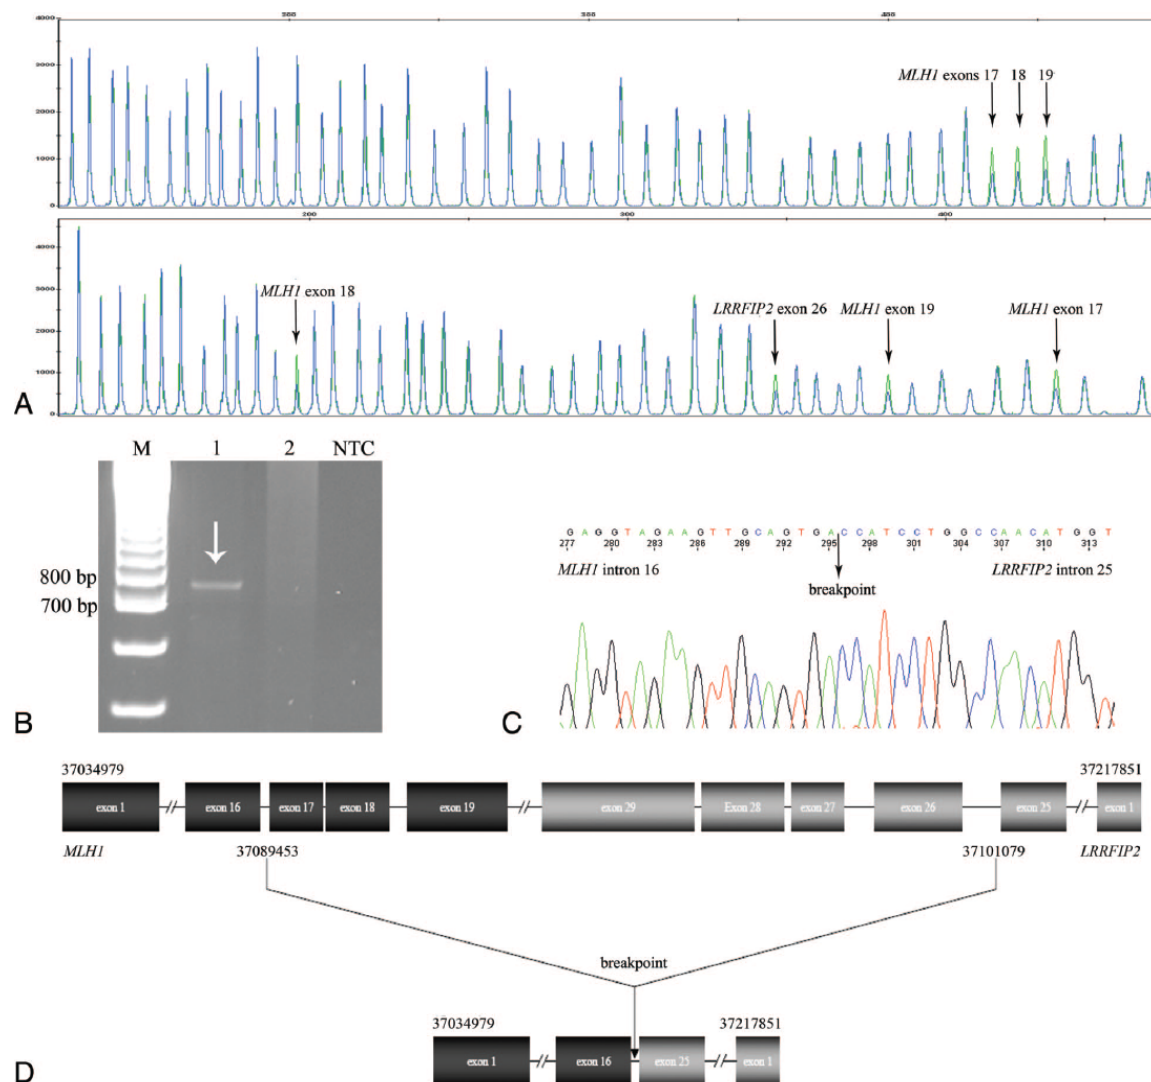 200 300 400
4000
3000
2000
1000
0
MLH1 exons 17 18 19
200 300 400
4000
3000
2000
1000
0
MLH1 exon 18
LRRFIP2 exon 26
MLH1 exon 19
MLH1 exon 17
A
M 1 2 NTC
800 bp
700 bp
B
G A G G T A G A A G T T G C A G T G A C C A T C C T G G C C A A C A T G G T
277 280 283 286 289 292 295 298 301 304 307 310 313
MLH1 intron 16
LRRFIP2 intron 25
breakpoint
C
37034979
37217851
exon 1 exon 16 exon 17 exon 18 exon 19 exon 29 Exon 28 exon 27 exon 26 exon 25 exon 1
MLH1 37089453 37101079 LRRFIP2
breakpoint
37034979 37217851
exon 1 exon 16 exon 25 exon 1
D